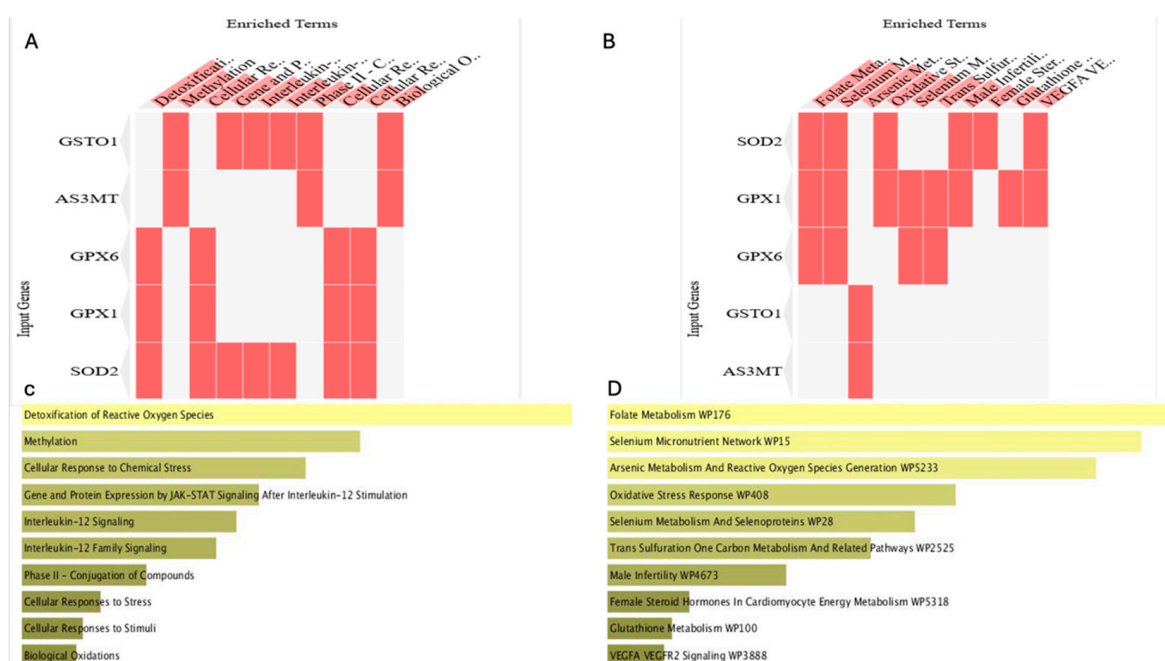 Enriched Terms
A
Detoxificati..
Methylation
Cellular Re..
Gene and P..
Interleukin-..
Interleukin-..
Phase II - C..
Cellular Re..
Cellular Re..
Biological O..
GSTO1
AS3MT
GPX6
GPX1
SOD2
Input Genes
Enriched Terms
B
Folate Meta..
Selenium M..
Arsenic Met..
Oxidative St..
Selenium M..
Trans Sulfur..
Male Infertili..
Female Ster..
Glutathione ..
VEGFA VE..
SOD2
GPX1
GPX6
GSTO1
AS3MT
Input Genes
c
Detoxification of Reactive Oxygen Species
Methylation
Cellular Response to Chemical Stress
Gene and Protein Expression by JAK-STAT Signaling After Interleukin-12 Stimulation
Interleukin-12 Signaling
Interleukin-12 Family Signaling
Phase II - Conjugation of Compounds
Cellular Responses to Stress
Cellular Responses to Stimuli
Biological Oxidations
D
Folate Metabolism WP176
Selenium Micronutrient Network WP15
Arsenic Metabolism And Reactive Oxygen Species Generation WP5233
Oxidative Stress Response WP408
Selenium Metabolism And Selenoproteins WP28
Trans Sulfuration One Carbon Metabolism And Related Pathways WP2525
Male Infertility WP4673
Female Steroid Hormones In Cardiomyocyte Energy Metabolism WP5318
Glutathione Metabolism WP100
VEGFA VEGFR2 Signaling WP3888